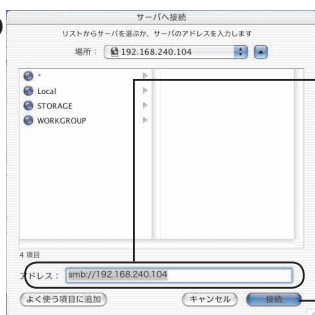 サーバへ接続
リストからサーバを選ぶか、サーバのアドレスを入力します
場所： 192.168.240.104
*
Local
STORAGE
WORKGROUP
4 項目
アドレス： smb://192.168.240.104
よく使う項目に追加 キャンセル 接続